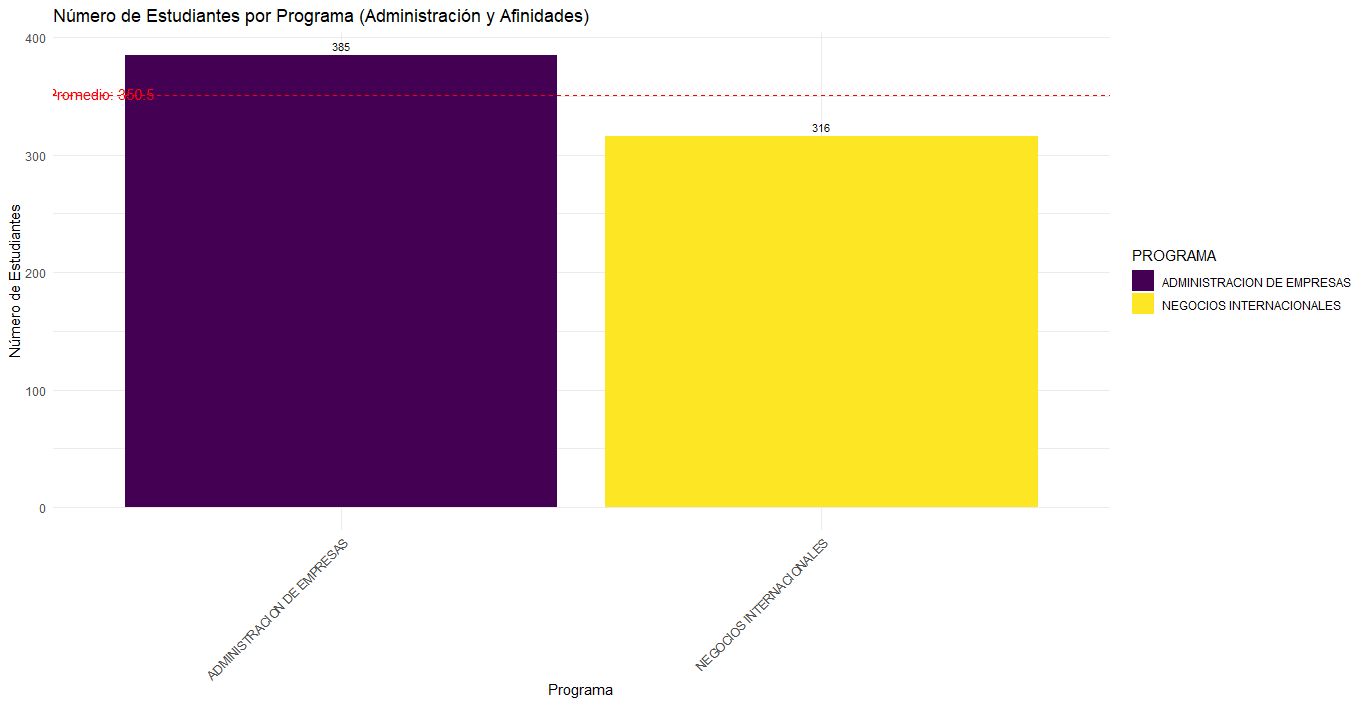 Número de Estudiantes por Programa (Administración y Afinidades)
400
385
Promedio: 350.5
316
300
200
100
0
Número de Estudiantes
ADMINISTRACION DE EMPRESAS
NEGOCIOS INTERNACIONALES
Programa
PROGRAMA
ADMINISTRACION DE EMPRESAS
NEGOCIOS INTERNACIONALES